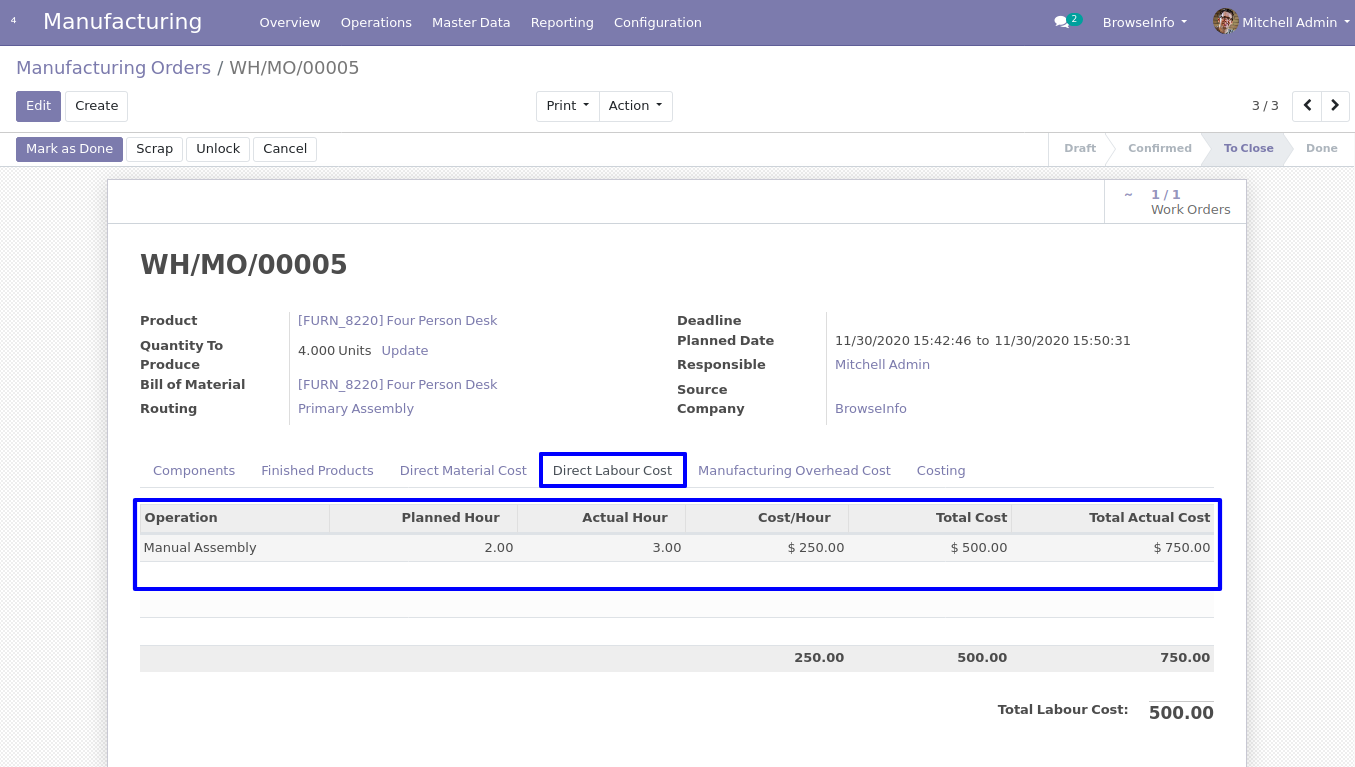 4 Manufacturing Overview Operations Master Data Reporting Configuration 2 BrowseInfo Mitchell Admin
Manufacturing Orders / WH/MO/00005
Edit Create Print Action 3 / 3
Mark as Done Scrap Unlock Cancel Draft Confirmed To Close Done
~ 1 / 1
Work Orders
WH/MO/00005
Product [FURN_8220] Four Person Desk
Quantity To Produce 4.000 Units Update
Bill of Material [FURN_8220] Four Person Desk
Routing Primary Assembly
Deadline
Planned Date 11/30/2020 15:42:46 to 11/30/2020 15:50:31
Responsible Mitchell Admin
Source
Company BrowseInfo
Components Finished Products Direct Material Cost Direct Labour Cost Manufacturing Overhead Cost Costing
Operation Planned Hour Actual Hour Cost/Hour Total Cost Total Actual Cost
Manual Assembly 2.00 3.00 $ 250.00 $ 500.00 $ 750.00
250.00 500.00 750.00
Total Labour Cost: 500.00